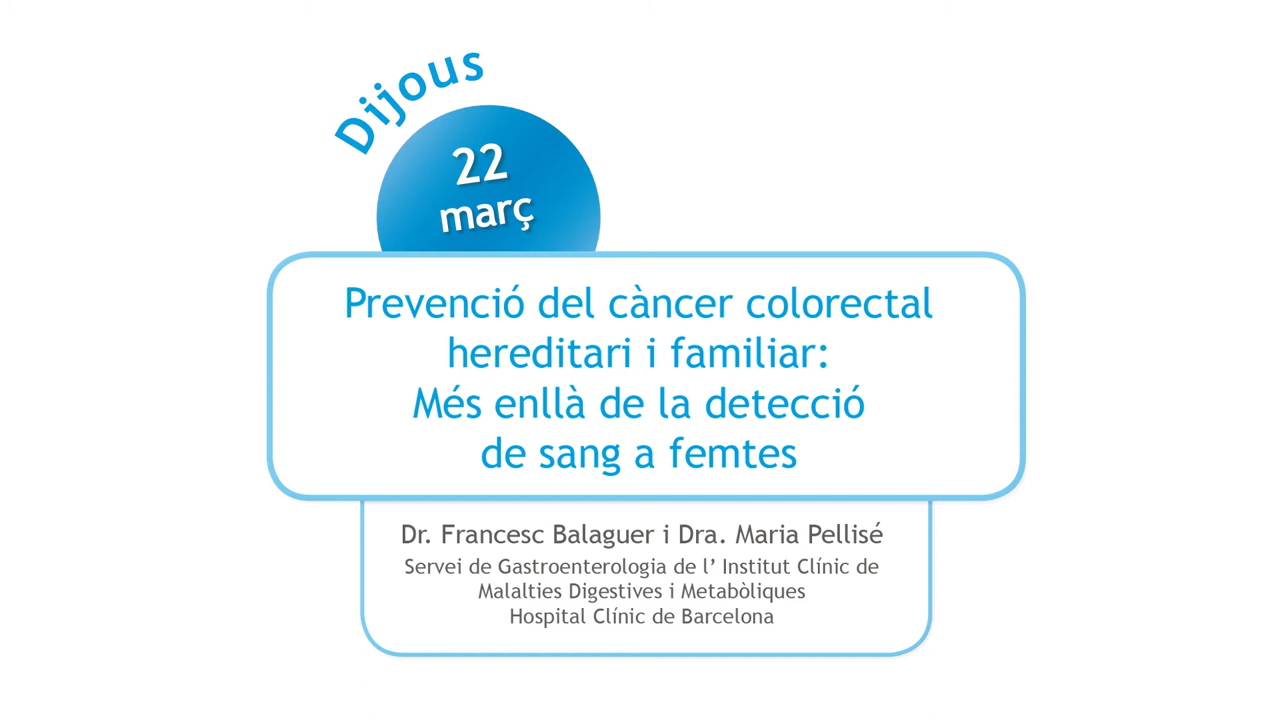 Dijous
22
març
Prevenció del càncer colorectal
hereditari i familiar:
Més enllà de la detecció
de sang a femtes
Dr. Francesc Balaguer i Dra. Maria Pellisé
Servei de Gastroenterologia de l’ Institut Clínic de
Malalties Digestives i Metabòliques
Hospital Clínic de Barcelona